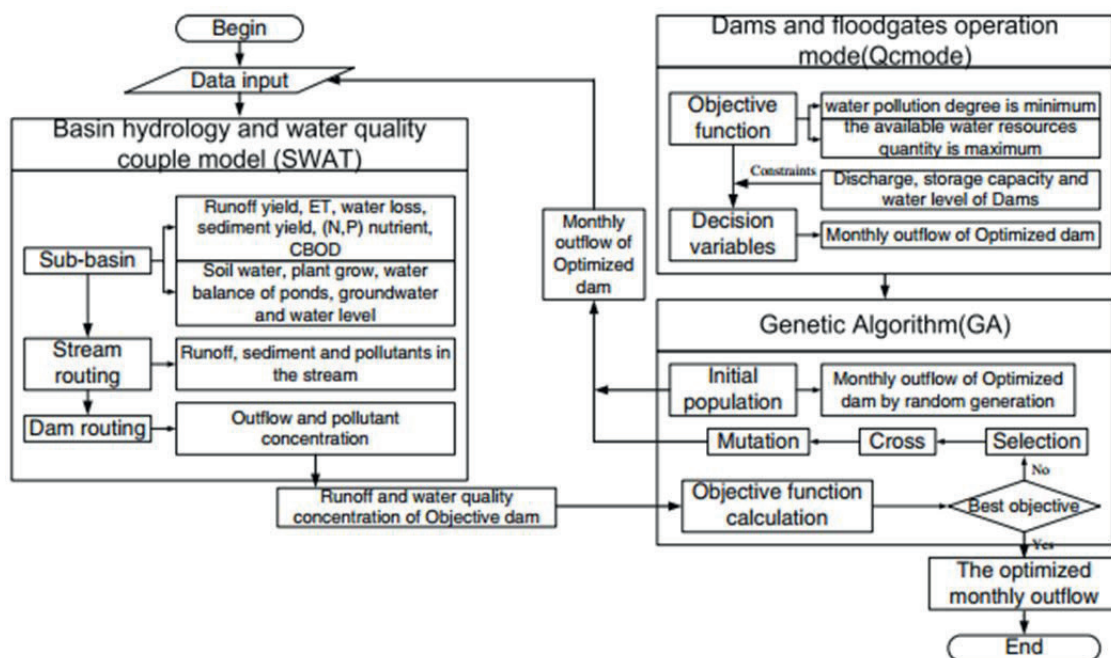 Begin
Data input
Basin hydrology and water quality
couple model (SWAT)
Sub-basin
Runoff yield, ET, water loss,
sediment yield, (N,P) nutrient,
CBOD
Soil water, plant grow, water
balance of ponds, groundwater
and water level
Stream
routing
Runoff, sediment and pollutants in
the stream
Dam routing
Outflow and pollutant
concentration
Runoff and water quality
concentration of Objective dam
Monthly
outflow of
Optimized
dam
Dams and floodgates operation
mode(Qcmode)
Objective
function
water pollution degree is minimum
the available water resources
quantity is maximum
Constraints
Discharge, storage capacity and
water level of Dams
Decision
variables
Monthly outflow of Optimized dam
Genetic Algorithm(GA)
Initial
population
Monthly outflow of Optimized
dam by random generation
Mutation
Cross
Selection
No
Objective function
calculation
Best objective
Yes
The optimized
monthly outflow
End